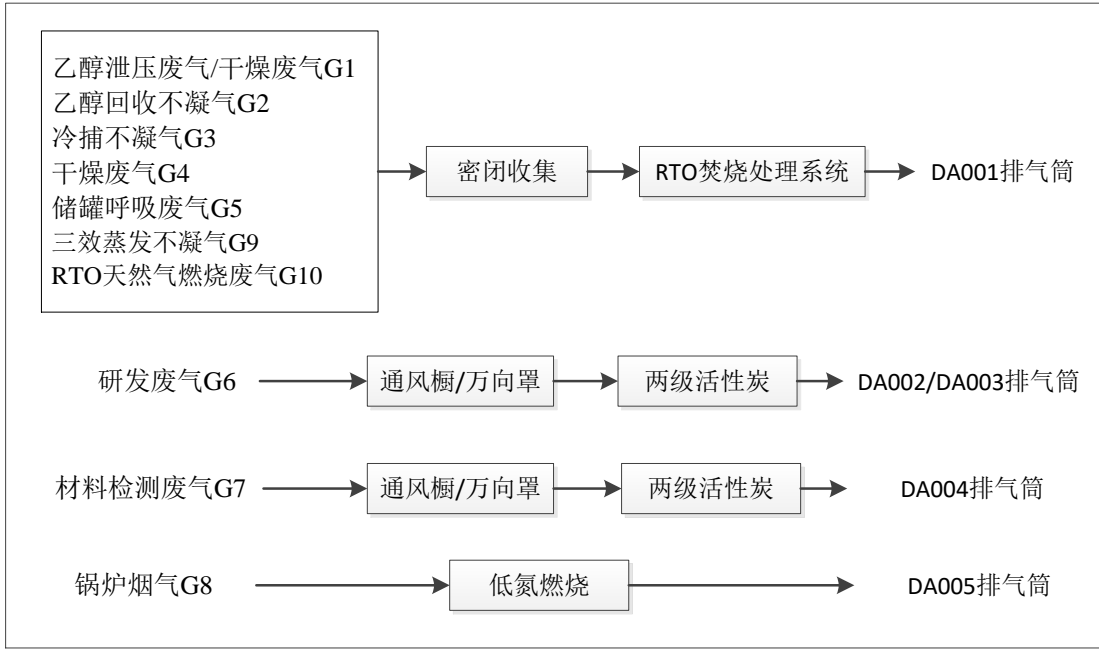 乙醇泄压废气/干燥废气G1
乙醇回收不凝气G2
冷捕不凝气G3
干燥废气G4
储罐呼吸废气G5
三效蒸发不凝气G9
RTO天然气燃烧废气G10
密闭收集
RTO焚烧处理系统
DA001排气筒
研发废气G6
通风橱/万向罩
两级活性炭
DA002/DA003排气筒
材料检测废气G7
通风橱/万向罩
两级活性炭
DA004排气筒
锅炉烟气G8
低氮燃烧
DA005排气筒